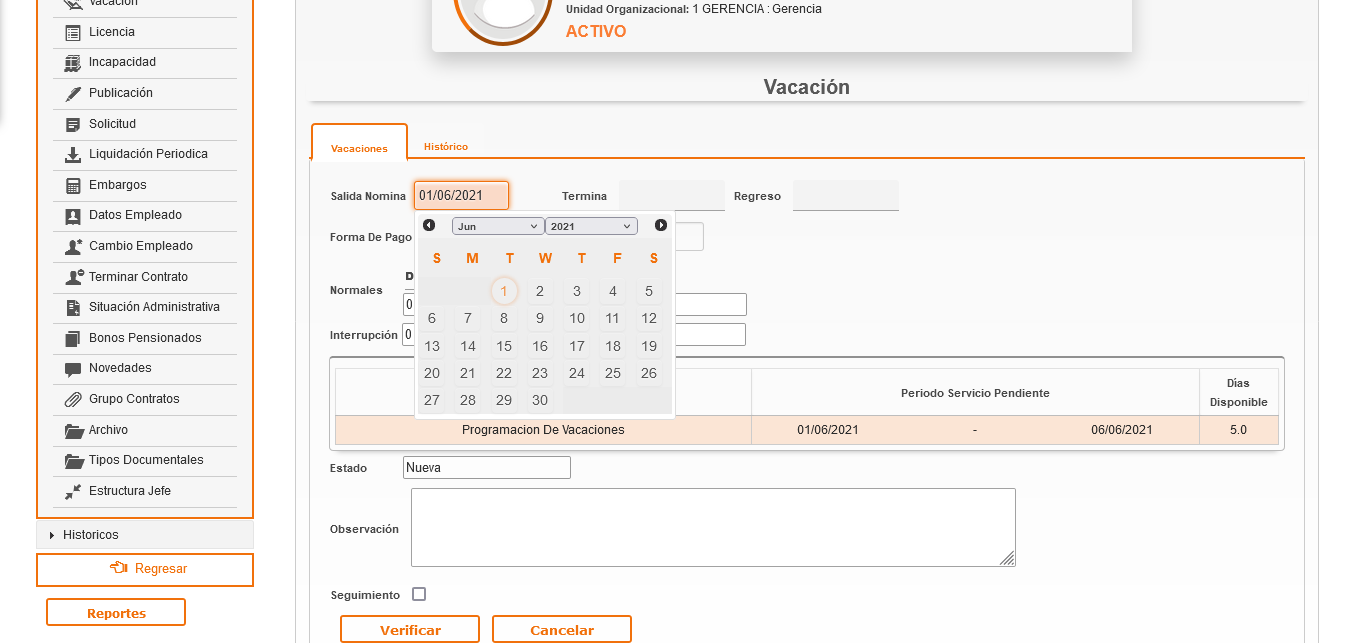 Vacación
Licencia
Incapacidad
Publicación
Solicitud
Liquidación Periodica
Embargos
Datos Empleado
Cambio Empleado
Terminar Contrato
Situación Administrativa
Bonos Pensionados
Novedades
Grupo Contratos
Archivo
Tipos Documentales
Estructura Jefe
Historicos
Regresar
Reportes
Unidad Organizacional: 1 GERENCIA : Gerencia
ACTIVO
Vacación
Vacaciones Histórico
Salida Nomina 01/06/2021 Termina Regreso
Forma De Pago
Jun 2021
S M T W T F S
1 2 3 4 5
6 7 8 9 10 11 12
13 14 15 16 17 18 19
20 21 22 23 24 25 26
27 28 29 30
D
Normales 0
Interrupción 0
Periodo Servicio Pendiente Días Disponible
Programacion De Vacaciones 01/06/2021 - 06/06/2021 5.0
Estado Nueva
Observación
Seguimiento
Verificar Cancelar